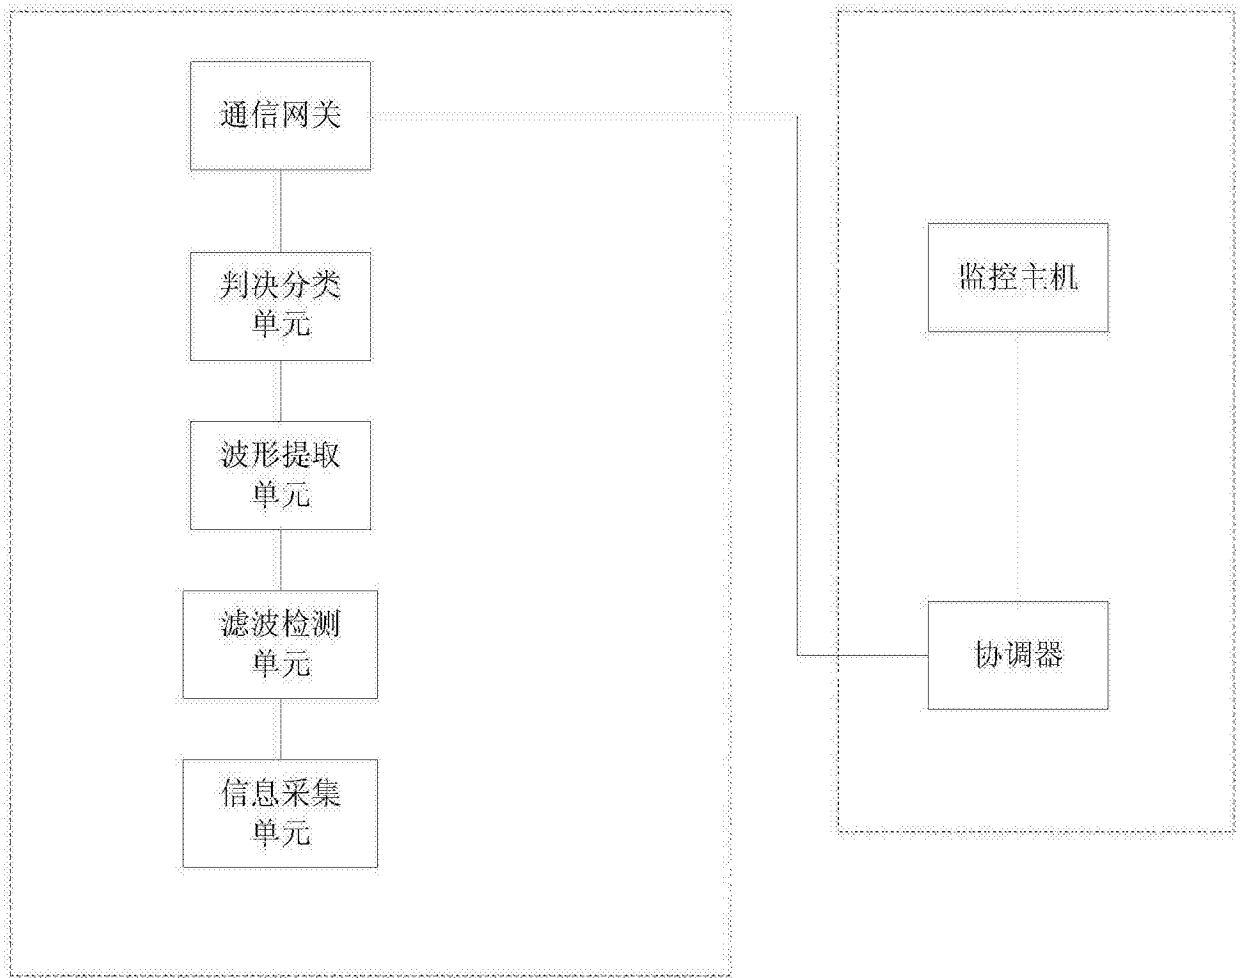 通信网关
判决分类
单元
波形提取
单元
滤波检测
单元
信息采集
单元
监控主机
协调器